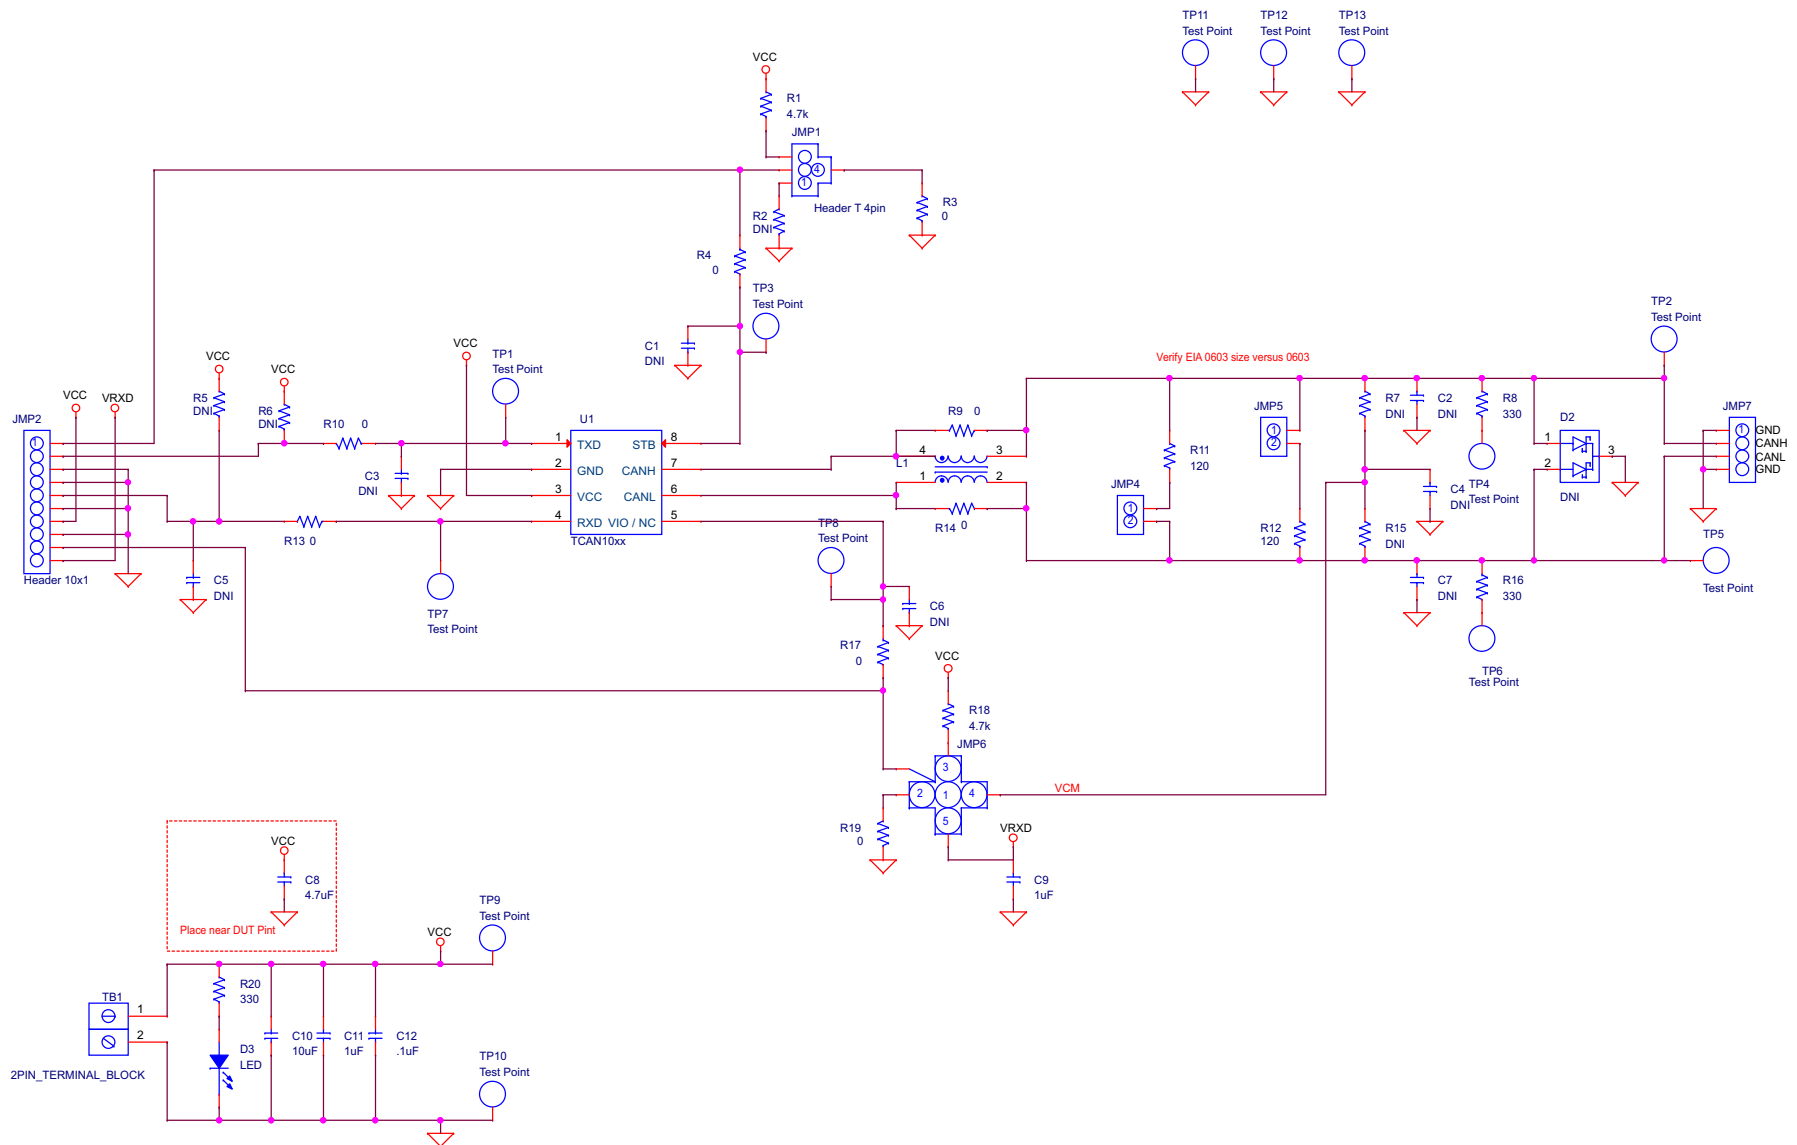 TP11
Test Point
TP12
Test Point
TP13
Test Point
VCC
R1
4.7k
JMP1
4
1
Header T 4pin
R2
DNI
R3
0
R4
0
TP3
Test Point
C1
DNI
TP2
Test Point
Verify EIA 0603 size versus 0603
VCC
VCC
VCC
TP1
Test Point
VCC
VRXD
R5
DNI
R6
DNI
R10 0
JMP2
1
Header 10x1
C3
DNI
R13 0
C5
DNI
TP7
Test Point
U1
1
2
3
4
TXD
GND
VCC
RXD
STB
CANH
CANL
VIO / NC
8
7
6
5
TCAN10xx
R9 0
4
3
L1
1
2
R14 0
TP8
Test Point
C6
DNI
R17
0
R11
120
JMP4
1
2
JMP5
1
2
R12
120
R7
DNI
C2
DNI
R8
330
TP4
Test Point
C4
DNI
R15
DNI
C7
DNI
R16
330
TP6
Test Point
D2
1
2
3
DNI
JMP7
1
GND
CANH
CANL
GND
TP5
Test Point
VCC
R18
4.7k
JMP6
3
2
1
4
5
VCM
R19
0
VRXD
C9
1uF
VCC
C8
4.7uF
Place near DUT Pint
TP9
Test Point
VCC
TB1
1
2
2PIN_TERMINAL_BLOCK
R20
330
D3
LED
C10
10uF
C11
1uF
C12
.1uF
TP10
Test Point